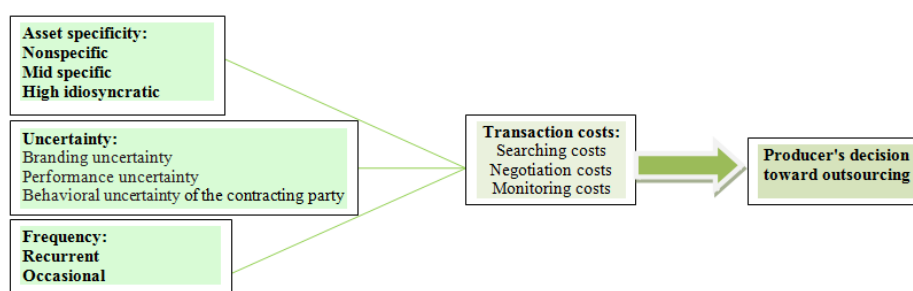 Asset specificity:
Nonspecific
Mid specific
High idiosyncratic
Uncertainty:
Branding uncertainty
Performance uncertainty
Behavioral uncertainty of the contracting party
Frequency:
Recurrent
Occasional
Transaction costs:
Searching costs
Negotiation costs
Monitoring costs
Producer's decision
toward outsourcing